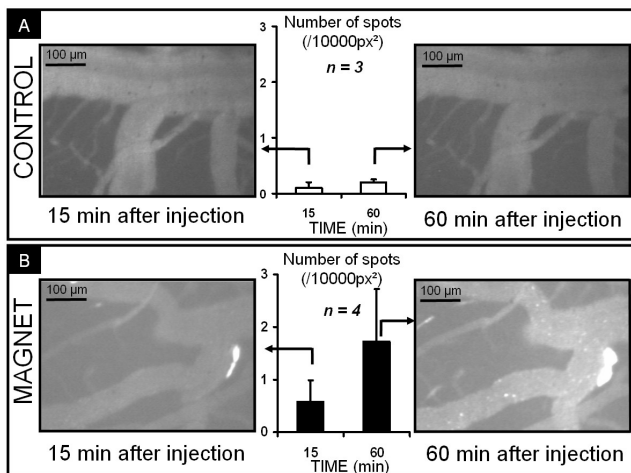 A
CONTROL
100 µm
15 min after injection
Number of spots
(/10000px²)
n = 3
3
2
1
0
15
60
TIME (min)
100 µm
60 min after injection
B
MAGNET
100 µm
15 min after injection
Number of spots
(/10000px²)
n = 4
3
2
1
0
15
60
TIME (min)
100 µm
60 min after injection